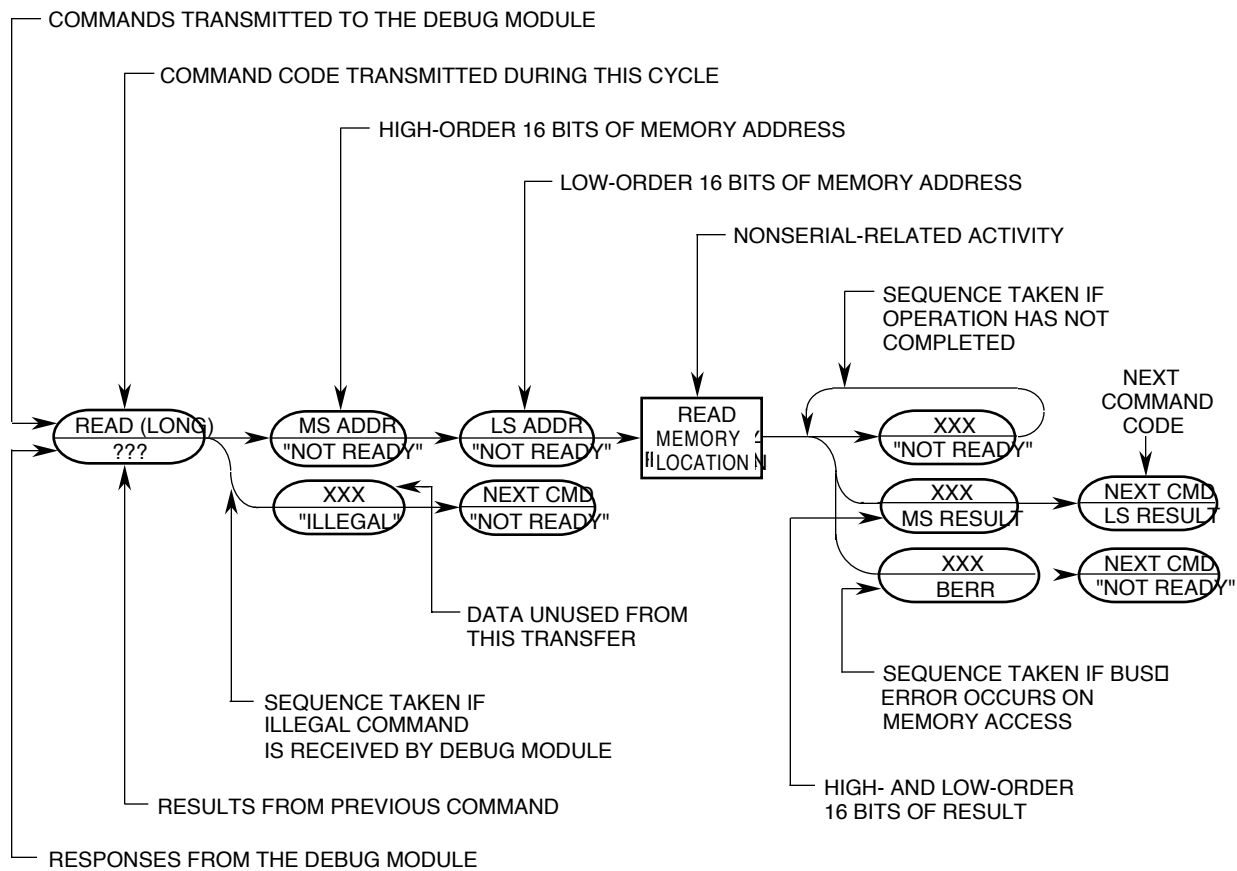 COMMANDS TRANSMITTED TO THE DEBUG MODULE
COMMAND CODE TRANSMITTED DURING THIS CYCLE
HIGH-ORDER 16 BITS OF MEMORY ADDRESS
LOW-ORDER 16 BITS OF MEMORY ADDRESS
NONSERIAL-RELATED ACTIVITY
SEQUENCE TAKEN IF
OPERATION HAS NOT
COMPLETED
NEXT
COMMAND
CODE
READ (LONG)
???
MS ADDR
"NOT READY"
LS ADDR
"NOT READY"
READ
MEMORY
LOCATION
XXX
"NOT READY"
XXX
"ILLEGAL"
NEXT CMD
"NOT READY"
XXX
MS RESULT
NEXT CMD
LS RESULT
XXX
BERR
NEXT CMD
"NOT READY"
DATA UNUSED FROM
THIS TRANSFER
SEQUENCE TAKEN IF BUS
ERROR OCCURS ON
MEMORY ACCESS
SEQUENCE TAKEN IF
ILLEGAL COMMAND
IS RECEIVED BY DEBUG MODULE
HIGH- AND LOW-ORDER
16 BITS OF RESULT
RESULTS FROM PREVIOUS COMMAND
RESPONSES FROM THE DEBUG MODULE